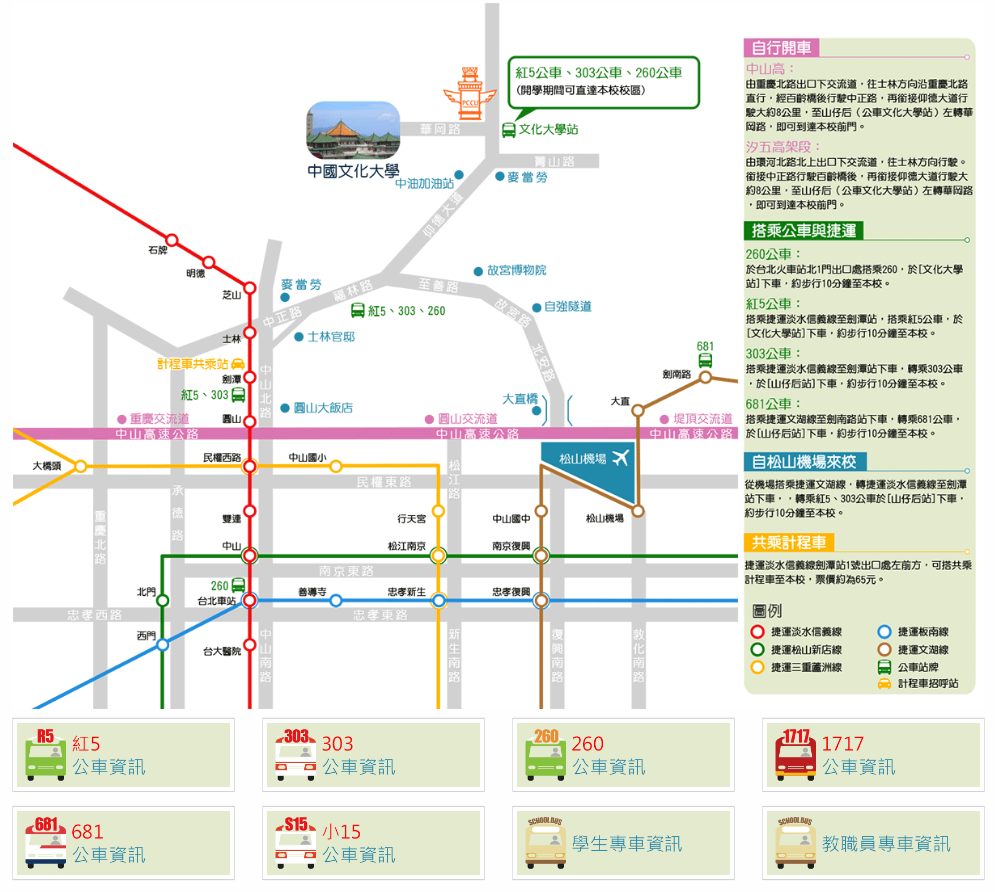 紅5公車、303公車、260公車
(開學期間可直達本校校區)
PCCU
華岡路
文化大學站
中國文化大學
中油加油站
菁山路
麥當勞
仰德大道
石牌
明德
芝山
麥當勞
福林路
至善路
故宮博物院
中正路
紅5、303、260
故宮路
自強隧道
士林
士林官邸
計程車共乘站
劍潭
紅5、303
中山北路
北安路
681
劍南路
大直
大直橋
圓山大飯店
圓山
重慶交流道
圓山交流道
堤頂交流道
中山高速公路
中山高速公路
中山高速公路
大橋頭
民權西路
中山國小
松江路
松山機場
民權東路
承德路
重慶北路
雙連
行天宮
中山國中
松山機場
中山
松江南京
南京復興
南京東路
北門
260
台北車站
善導寺
忠孝新生
忠孝復興
忠孝西路
忠孝東路
西門
台大醫院
中山南路
新生南路
復興南路
敦化南路
自行開車
中山高：
由重慶北路出口下交流道，往士林方向沿重慶北路
直行，經百齡橋後行駛中正路，再銜接仰德大道行
駛大約8公里，至山仔后（公車文化大學站）左轉華
岡路，即可到達本校前門。
汐五高架段：
由環河北路北上出口下交流道，往士林方向行駛。
銜接中正路行駛百齡橋後，再銜接仰德大道行駛大
約8公里，至山仔后（公車文化大學站）左轉華岡路
，即可到達本校前門。
搭乘公車與捷運
260公車：
於台北火車站北1門出口處搭乘260，於[文化大學
站]下車，約步行10分鐘至本校。
紅5公車：
搭乘捷運淡水信義線至劍潭站，搭乘紅5公車，於
[文化大學站]下車，約步行10分鐘至本校。
303公車：
搭乘捷運淡水信義線至劍潭站下車，轉乘303公車
，於[山仔后站]下車，約步行10分鐘至本校。
681公車：
搭乘捷運文湖線至劍南路站下車，轉乘681公車，
於[山仔后站]下車，約步行10分鐘至本校。
自松山機場來校
從機場搭乘捷運文湖線，轉捷運淡水信義線至劍潭
站下車，，轉乘紅5、303公車於[山仔后站]下車，
約步行10分鐘至本校。
共乘計程車
捷運淡水信義線劍潭站1號出口處左前方，可搭共乘
計程車至本校，票價約為65元。
圖例
捷運淡水信義線
捷運板南線
捷運松山新店線
捷運文湖線
捷運三重蘆洲線
公車站牌
計程車招呼站
R5
紅5
公車資訊
303
303
公車資訊
260
260
公車資訊
1717
1717
公車資訊
681
681
公車資訊
S15
小15
公車資訊
SCHOOLBUS
學生專車資訊
SCHOOLBUS
教職員專車資訊